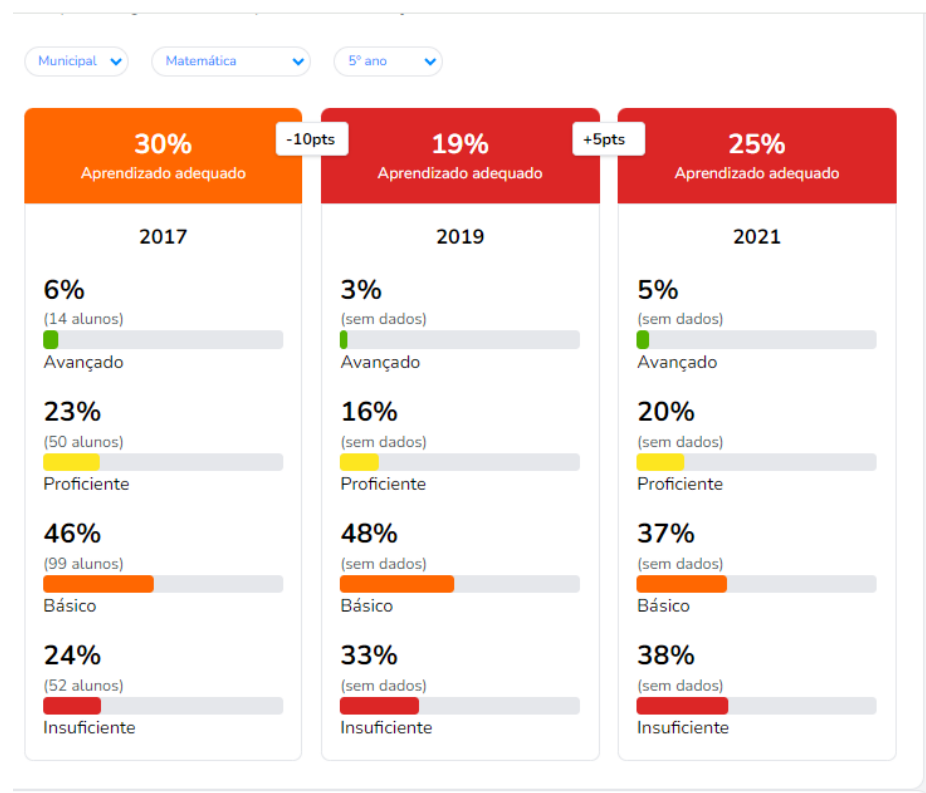 Municipal
Matemática
5º ano
30%
Aprendizado adequado
-10pts
19%
Aprendizado adequado
+5pts
25%
Aprendizado adequado
2017
6%
(14 alunos)
Avançado
23%
(50 alunos)
Proficiente
46%
(99 alunos)
Básico
24%
(52 alunos)
Insuficiente
2019
3%
(sem dados)
Avançado
16%
(sem dados)
Proficiente
48%
(sem dados)
Básico
33%
(sem dados)
Insuficiente
2021
5%
(sem dados)
Avançado
20%
(sem dados)
Proficiente
37%
(sem dados)
Básico
38%
(sem dados)
Insuficiente